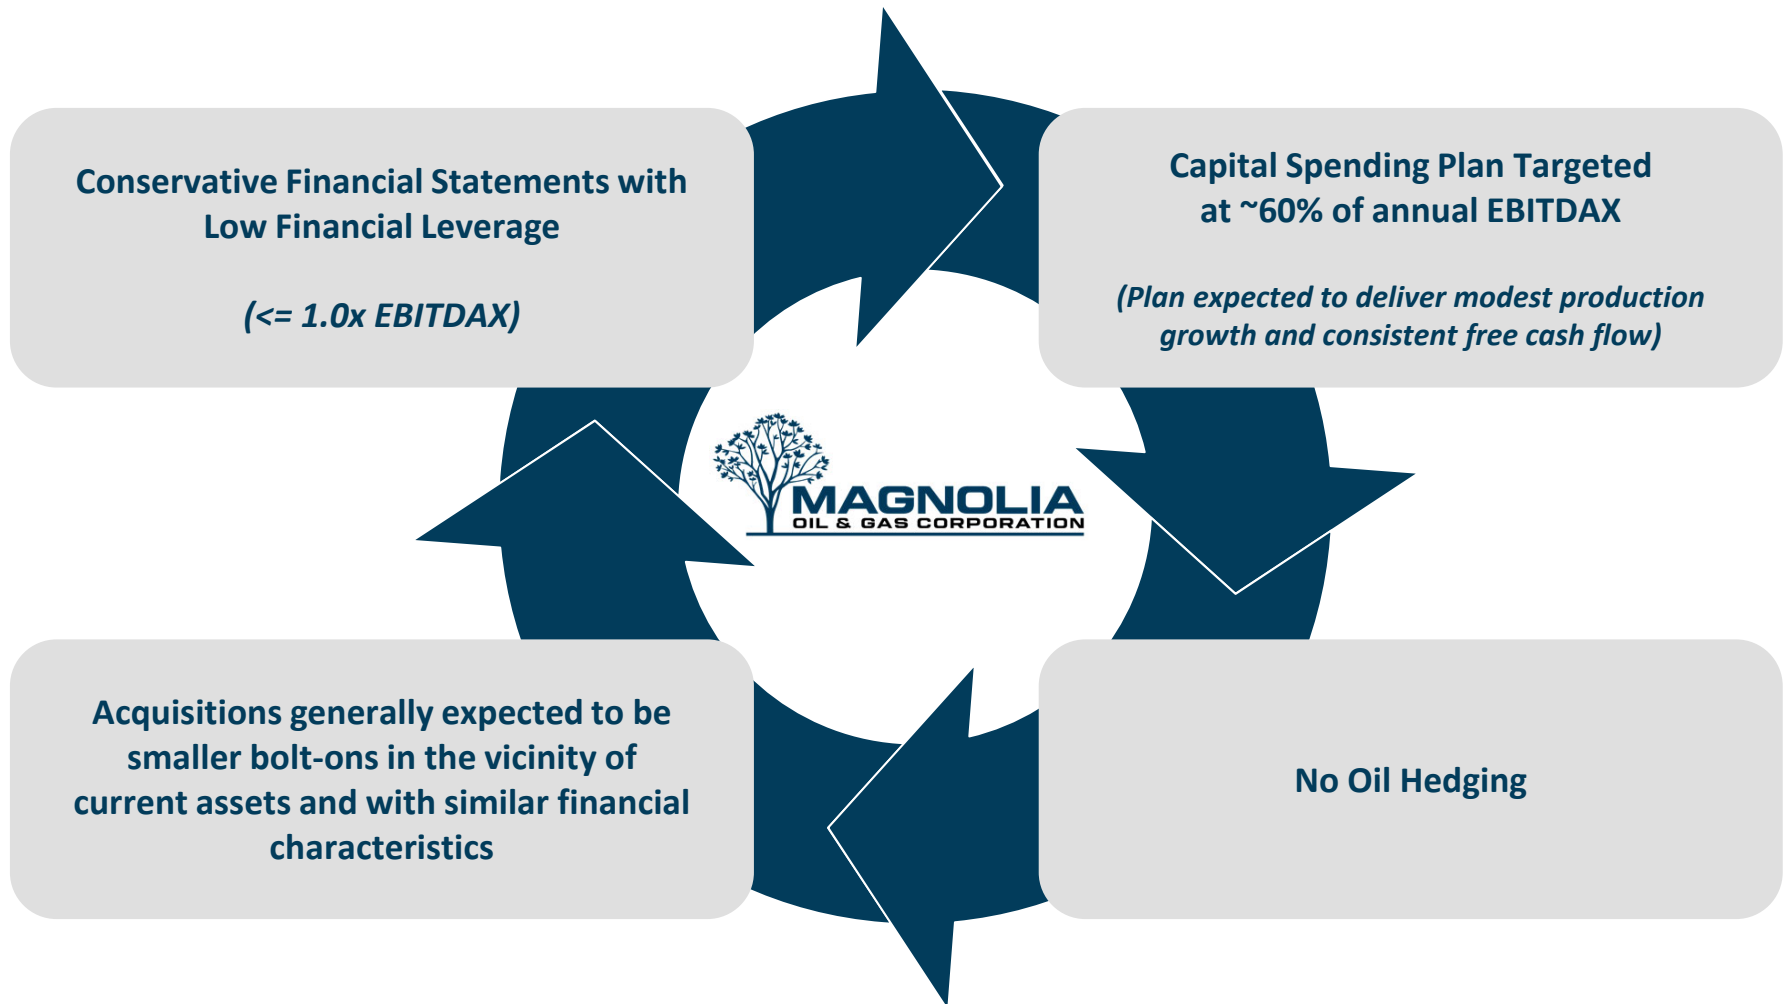 Conservative Financial Statements with
Low Financial Leverage
(<= 1.0x EBITDAX)
Capital Spending Plan Targeted
at ~60% of annual EBITDAX
(Plan expected to deliver modest production
growth and consistent free cash flow)
MAGNOLIA
OIL & GAS CORPORATION
Acquisitions generally expected to be
smaller bolt-ons in the vicinity of
current assets and with similar financial
characteristics
No Oil Hedging